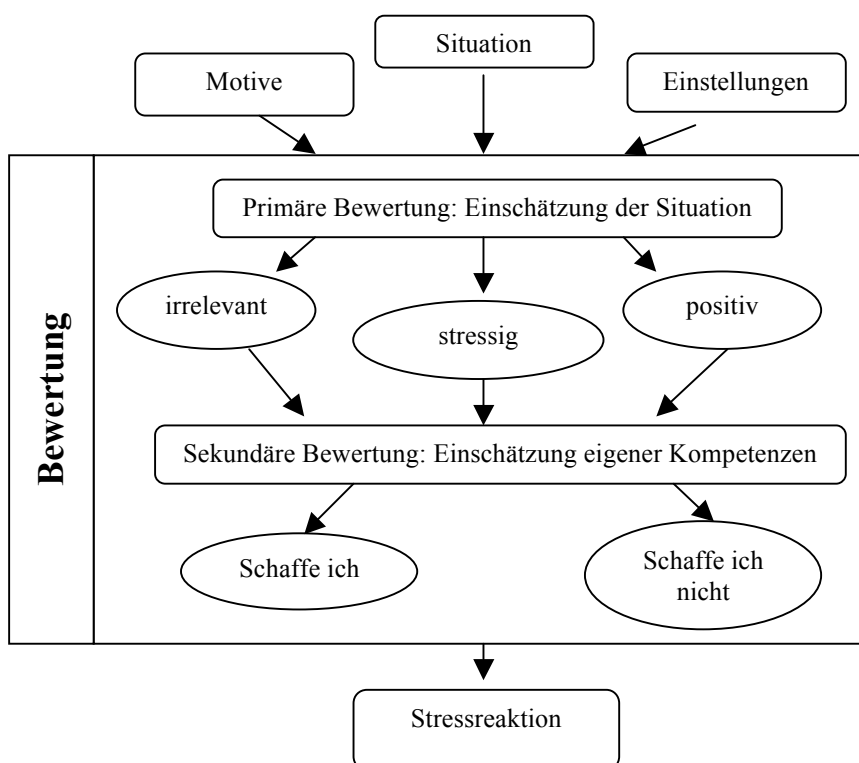 Situation
Motive
Einstellungen
Bewertung
Primäre Bewertung: Einschätzung der Situation
irrelevant
stressig
positiv
Sekundäre Bewertung: Einschätzung eigener Kompetenzen
Schaffe ich
Schaffe ich
nicht
Stressreaktion